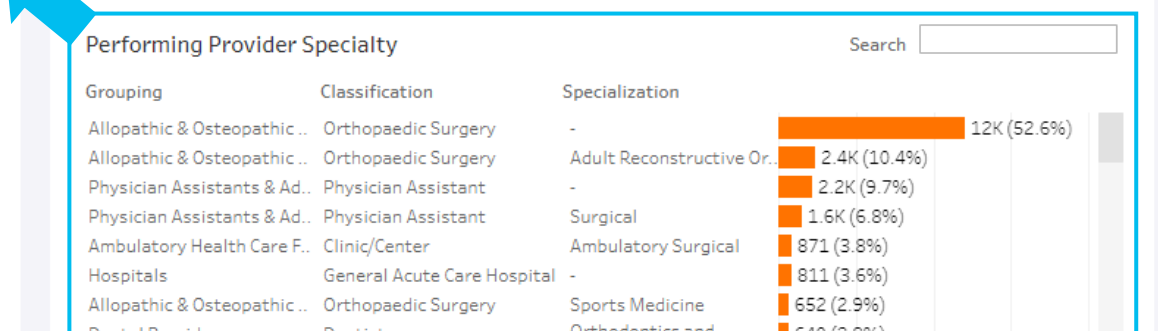 Performing Provider Specialty Search
Grouping Classification Specialization
Allopathic & Osteopathic .. Orthopaedic Surgery - 12K (52.6%)
Allopathic & Osteopathic .. Orthopaedic Surgery Adult Reconstructive Or.. 2.4K (10.4%)
Physician Assistants & Ad.. Physician Assistant - 2.2K (9.7%)
Physician Assistants & Ad.. Physician Assistant Surgical 1.6K (6.8%)
Ambulatory Health Care F.. Clinic/Center Ambulatory Surgical 871 (3.8%)
Hospitals General Acute Care Hospital - 811 (3.6%)
Allopathic & Osteopathic .. Orthopaedic Surgery Sports Medicine 652 (2.9%)
Orthodontics and